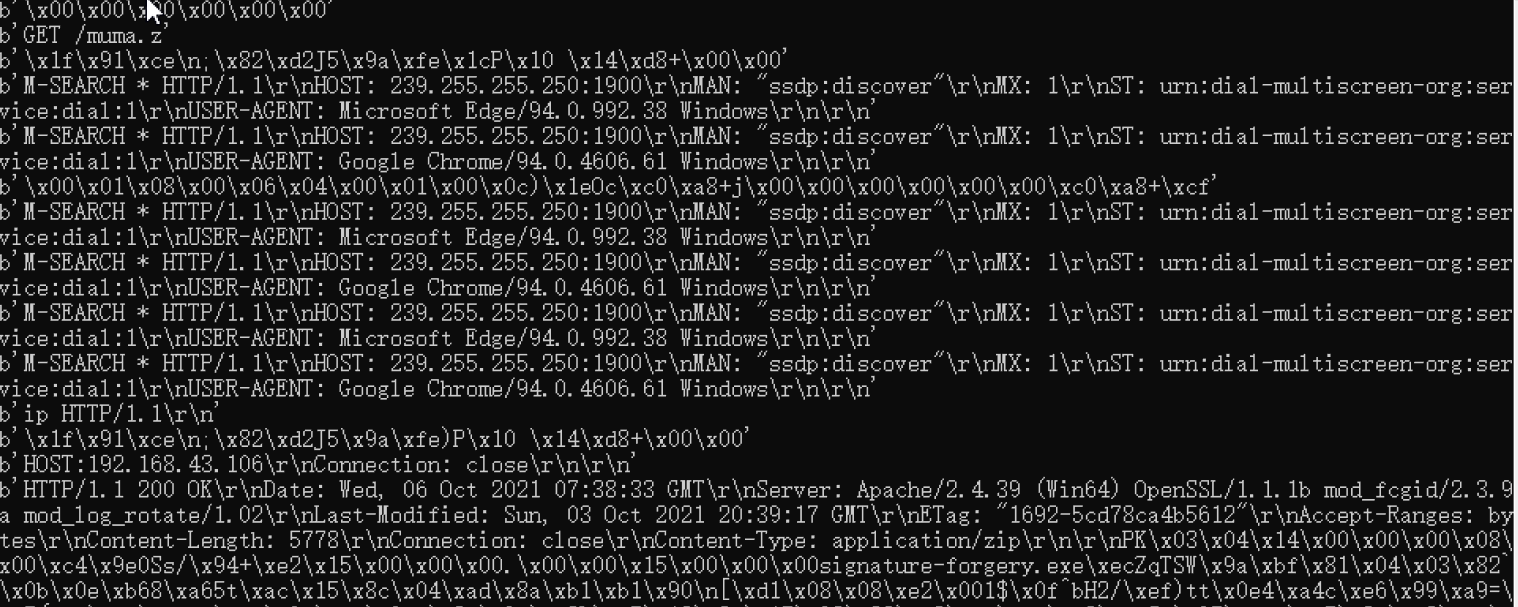 b'\x00\x00\x00\x00\x00\x00\x00'
b'GET /muma.z'
b'\x1f\x91\xce\n;\x82\xd2J5\x9a\xfe\x1cP\x10 \x14\xd8+\x00\x00'
b'M-SEARCH * HTTP/1.1\r\nHOST: 239.255.255.250:1900\r\nMAN: "ssdp:discover"\r\nMX: 1\r\nST: urn:dial-multiscreen-org:ser
vice:dial:1\r\nUSER-AGENT: Microsoft Edge/94.0.992.38 Windows\r\n\r\n'
b'M-SEARCH * HTTP/1.1\r\nHOST: 239.255.255.250:1900\r\nMAN: "ssdp:discover"\r\nMX: 1\r\nST: urn:dial-multiscreen-org:ser
vice:dial:1\r\nUSER-AGENT: Google Chrome/94.0.4606.61 Windows\r\n\r\n'
b'\x00\x01\x08\x00\x06\x04\x00\x01\x00\x0c)\x1eOc\xc0\xa8+j\x00\x00\x00\x00\x00\x00\xc0\xa8+\xcf'
b'M-SEARCH * HTTP/1.1\r\nHOST: 239.255.255.250:1900\r\nMAN: "ssdp:discover"\r\nMX: 1\r\nST: urn:dial-multiscreen-org:ser
vice:dial:1\r\nUSER-AGENT: Microsoft Edge/94.0.992.38 Windows\r\n\r\n'
b'M-SEARCH * HTTP/1.1\r\nHOST: 239.255.255.250:1900\r\nMAN: "ssdp:discover"\r\nMX: 1\r\nST: urn:dial-multiscreen-org:ser
vice:dial:1\r\nUSER-AGENT: Google Chrome/94.0.4606.61 Windows\r\n\r\n'
b'M-SEARCH * HTTP/1.1\r\nHOST: 239.255.255.250:1900\r\nMAN: "ssdp:discover"\r\nMX: 1\r\nST: urn:dial-multiscreen-org:ser
vice:dial:1\r\nUSER-AGENT: Microsoft Edge/94.0.992.38 Windows\r\n\r\n'
b'M-SEARCH * HTTP/1.1\r\nHOST: 239.255.255.250:1900\r\nMAN: "ssdp:discover"\r\nMX: 1\r\nST: urn:dial-multiscreen-org:ser
vice:dial:1\r\nUSER-AGENT: Google Chrome/94.0.4606.61 Windows\r\n\r\n'
b'ip HTTP/1.1\r\n'
b'\x1f\x91\xce\n;\x82\xd2J5\x9a\xfe)P\x10 \x14\xd8+\x00\x00'
b'HOST:192.168.43.106\r\nConnection: close\r\n\r\n'
b'HTTP/1.1 200 OK\r\nDate: Wed, 06 Oct 2021 07:38:33 GMT\r\nServer: Apache/2.4.39 (Win64) OpenSSL/1.1.1b mod_fcgid/2.3.9
a mod_log_rotate/1.02\r\nLast-Modified: Sun, 03 Oct 2021 20:39:17 GMT\r\nETag: "1692-5cd78ca4b5612"\r\nAccept-Ranges: by
tes\r\nContent-Length: 5778\r\nConnection: close\r\nContent-Type: application/zip\r\n\r\nPK\x03\x04\x14\x00\x00\x00\x08\
x00\xc4\x9e0Ss/\x94+\xe2\x15\x00\x00\x00.\x00\x00\x15\x00\x00\x00signature-forgery.exe\xecZqTSW\x9a\xbf\x81\x04\x03\x82`
\x0b\x0e\xb68\xa65t\xac\x15\x8c\x04\xad\x8a\xb1\xb1\x90\n[\xd1\x08\x08\xe2\x001$\x0f^bH2/\xef)tt\x0e4\xa4c\xe6\x99\xa9=\